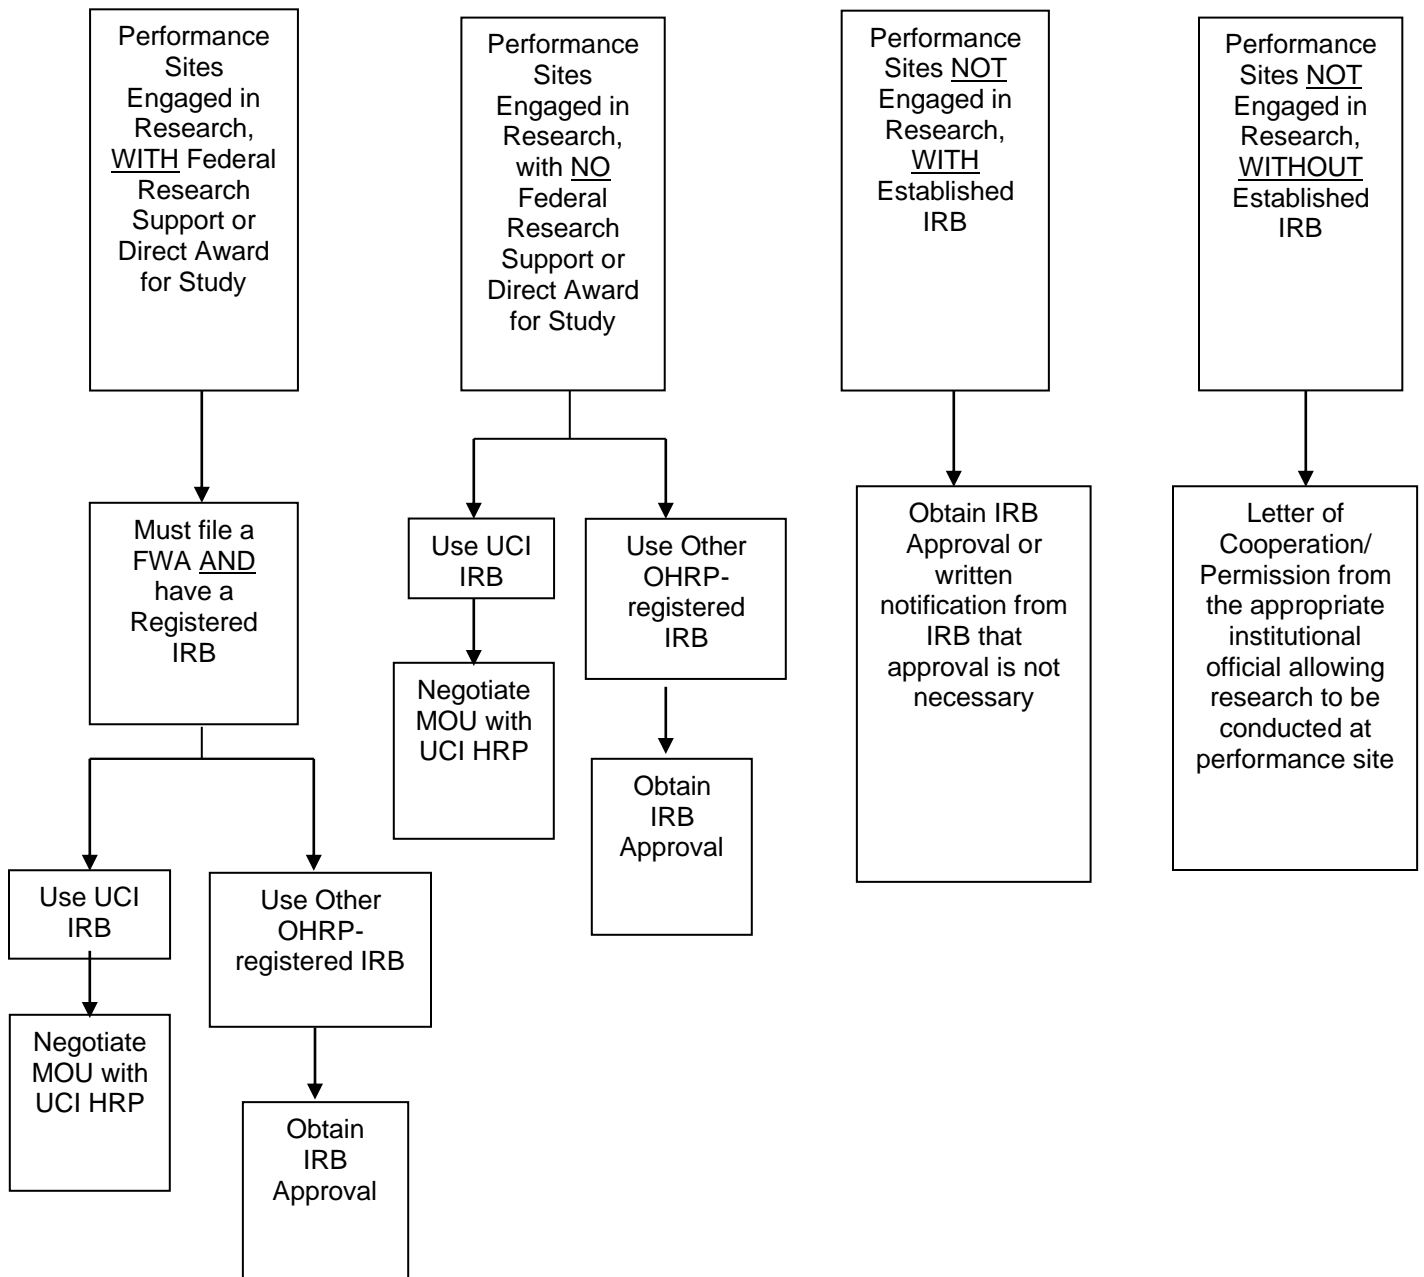 Performance
Sites
Engaged in
Research,
WITH Federal
Research
Support or
Direct Award
for Study
Performance
Sites
Engaged in
Research,
with NO
Federal
Research
Support or
Direct Award
for Study
Performance
Sites NOT
Engaged in
Research,
WITH
Established
IRB
Performance
Sites NOT
Engaged in
Research,
WITHOUT
Established
IRB
Must file a
FWA AND
have a
Registered
IRB
Use UCI
IRB
Use Other
OHRP-
registered
IRB
Obtain IRB
Approval or
written
notification from
IRB that
approval is not
necessary
Letter of
Cooperation/
Permission from
the appropriate
institutional
official allowing
research to be
conducted at
performance site
Negotiate
MOU with
UCI HRP
Obtain
IRB
Approval
Use UCI
IRB
Use Other
OHRP-
registered IRB
Negotiate
MOU with
UCI HRP
Obtain
IRB
Approval